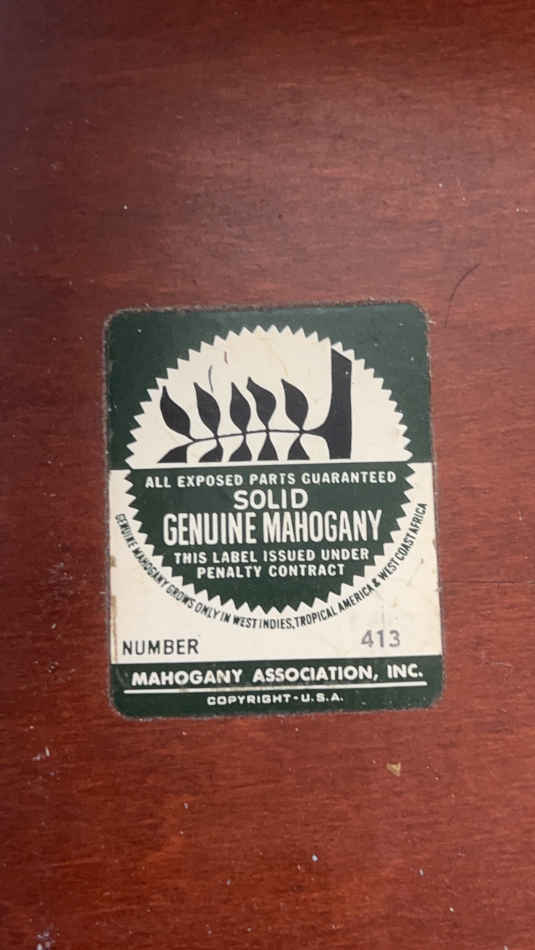 ALL EXPOSED PARTS GUARANTEED
SOLID
GENUINE MAHOGANY
THIS LABEL ISSUED UNDER
PENALTY CONTRACT
GENUINE MAHOGANY GROWS ONLY IN WEST INDIES, TROPICAL AMERICA & WEST COAST AFRICA
NUMBER 413
MAHOGANY ASSOCIATION, INC.
COPYRIGHT-U.S.A.